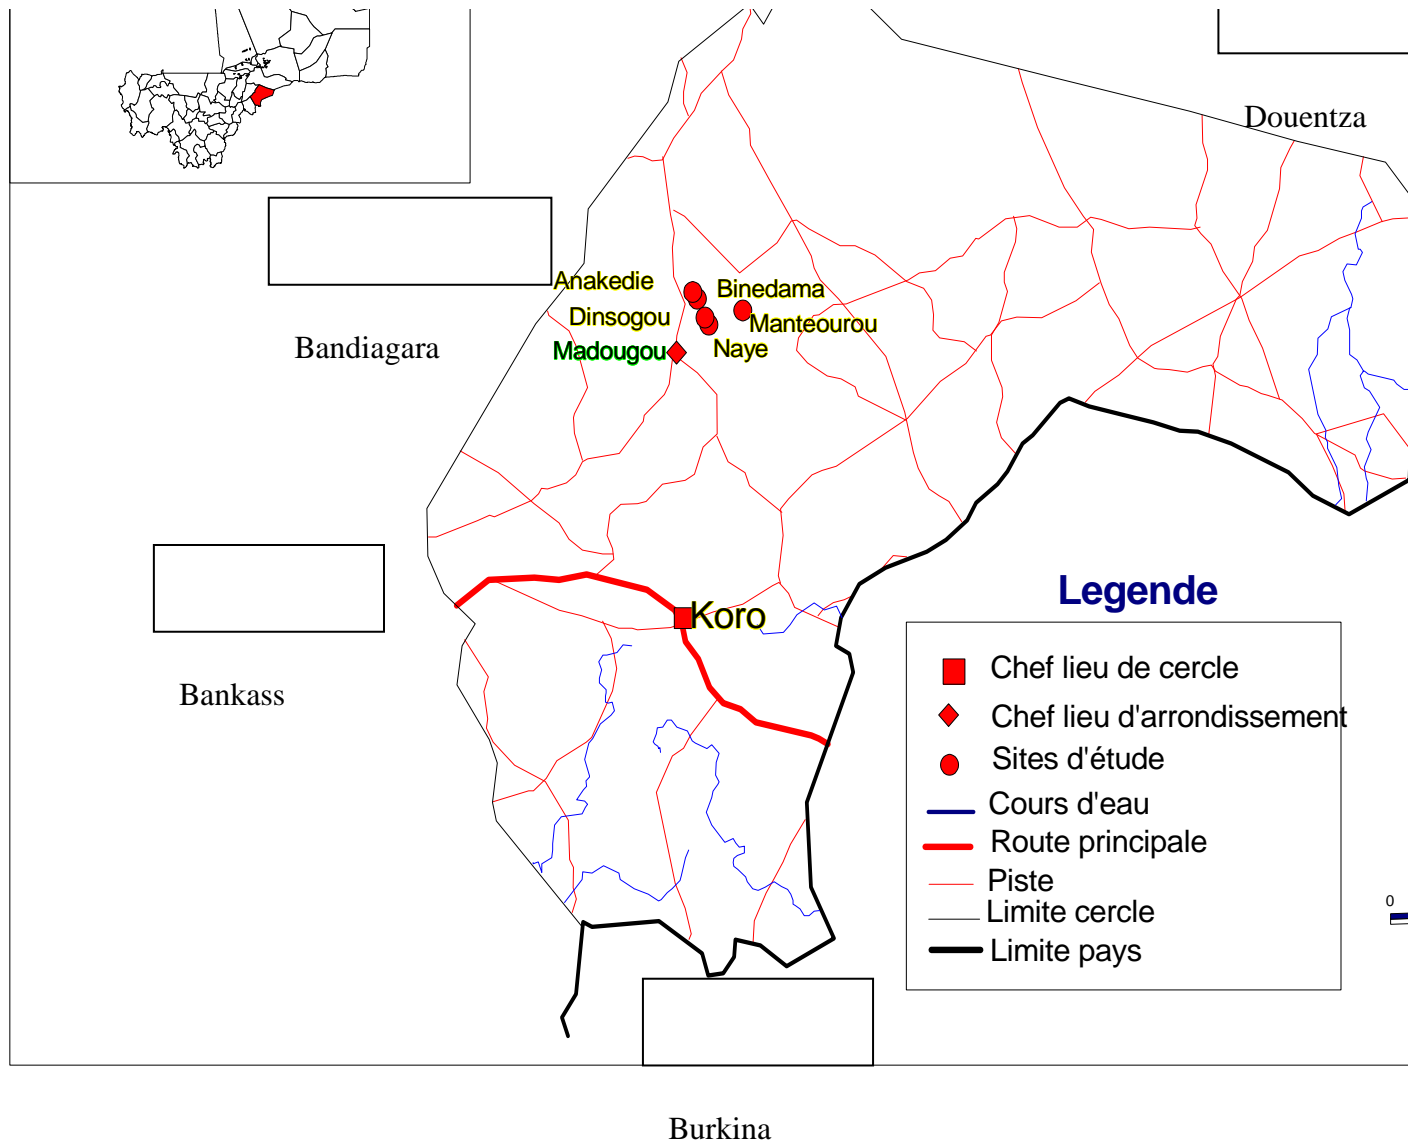 Douentza
Anakedie
Binedama
Dinsogou
Manteourou
Bandiagara
Madougou
Naye
Legende
Koro
Chef lieu de cercle
Bankass
Chef lieu d'arrondissement
Sites d'étude
Cours d'eau
Route principale
Piste
0
Limite cercle
Limite pays
Burkina